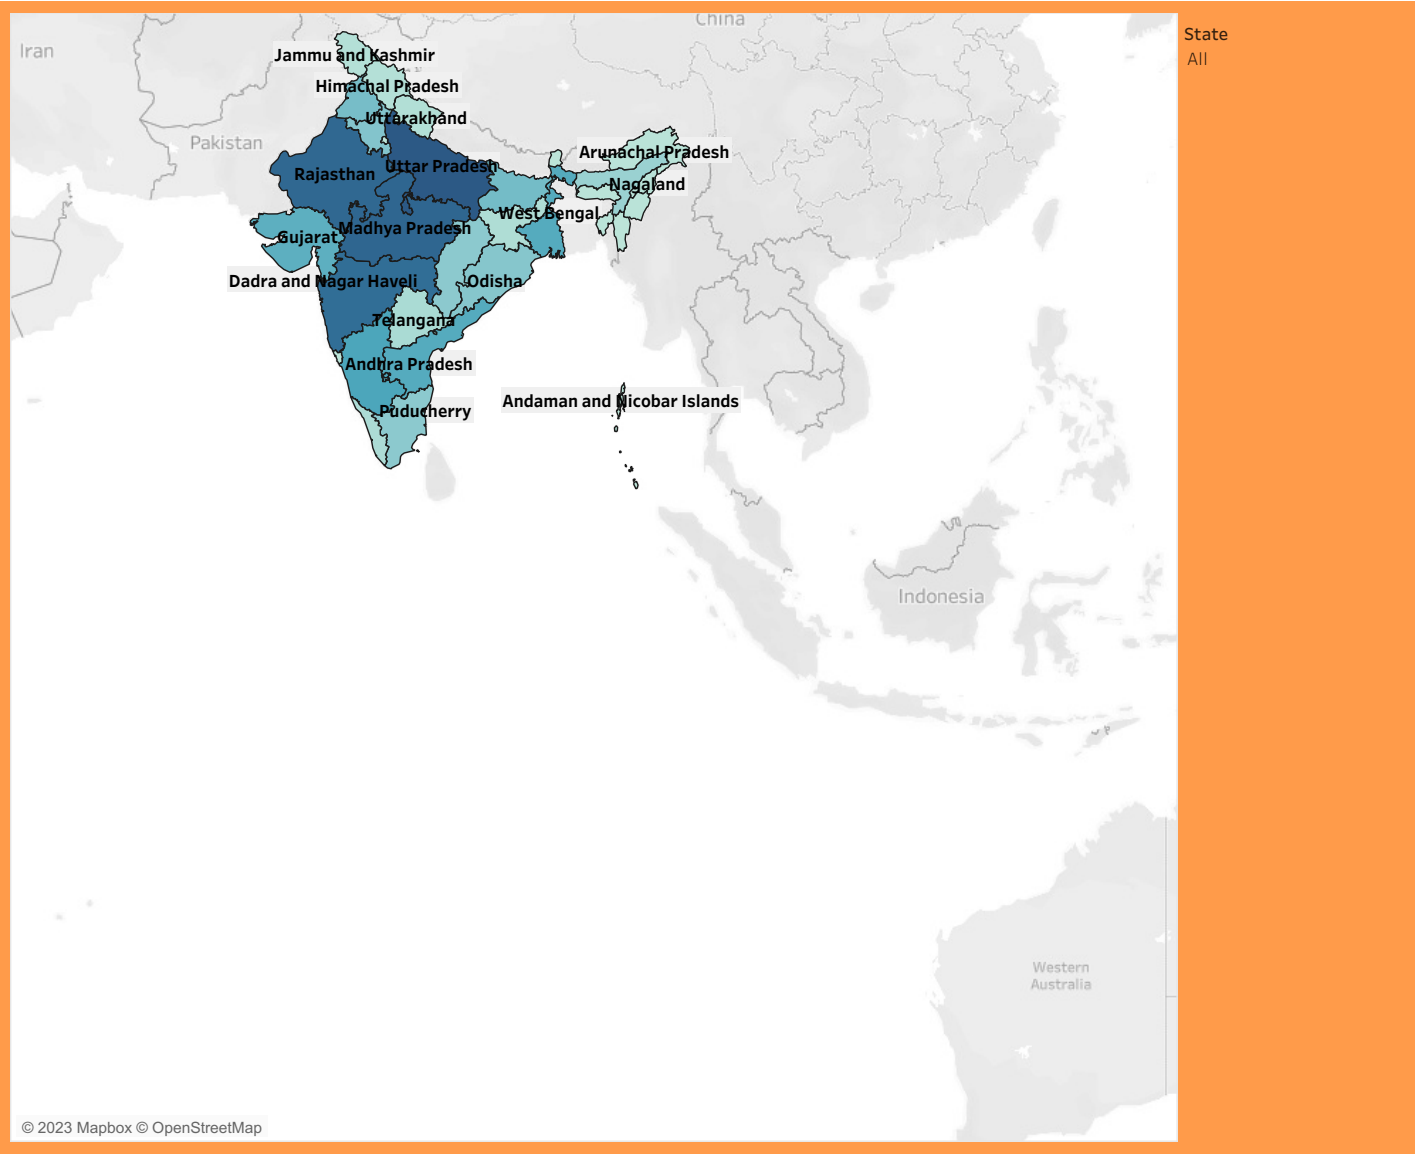 China
State
All
Iran
Jammu and Kashmir
Himachal Pradesh
Uttarakhand
Pakistan
Arunachal Pradesh
Uttar Pradesh
Rajasthan
Nagaland
West Bengal
Madhya Pradesh
Gujarat
Dadra and Nagar Haveli
Odisha
Telangana
Andhra Pradesh
Andaman and Nicobar Islands
Puducherry
Indonesia
Western
Australia
© 2023 Mapbox © OpenStreetMap